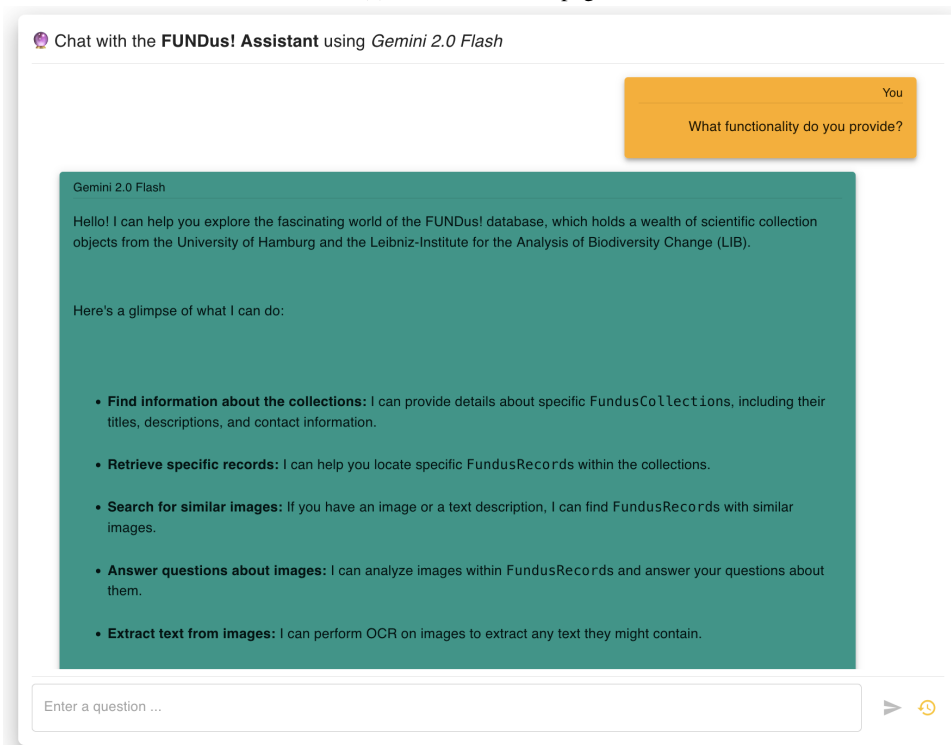 Chat with the FUNDus! Assistant using Gemini 2.0 Flash
You
What functionality do you provide?
Gemini 2.0 Flash
Hello! I can help you explore the fascinating world of the FUNDus! database, which holds a wealth of scientific collection
objects from the University of Hamburg and the Leibniz-Institute for the Analysis of Biodiversity Change (LIB).
Here's a glimpse of what I can do:
• Find information about the collections: I can provide details about specific FundusCollections, including their
titles, descriptions, and contact information.
• Retrieve specific records: I can help you locate specific FundusRecords within the collections.
• Search for similar images: If you have an image or a text description, I can find FundusRecords with similar
images.
• Answer questions about images: I can analyze images within FundusRecords and answer your questions about
them.
• Extract text from images: I can perform OCR on images to extract any text they might contain.
Enter a question ...